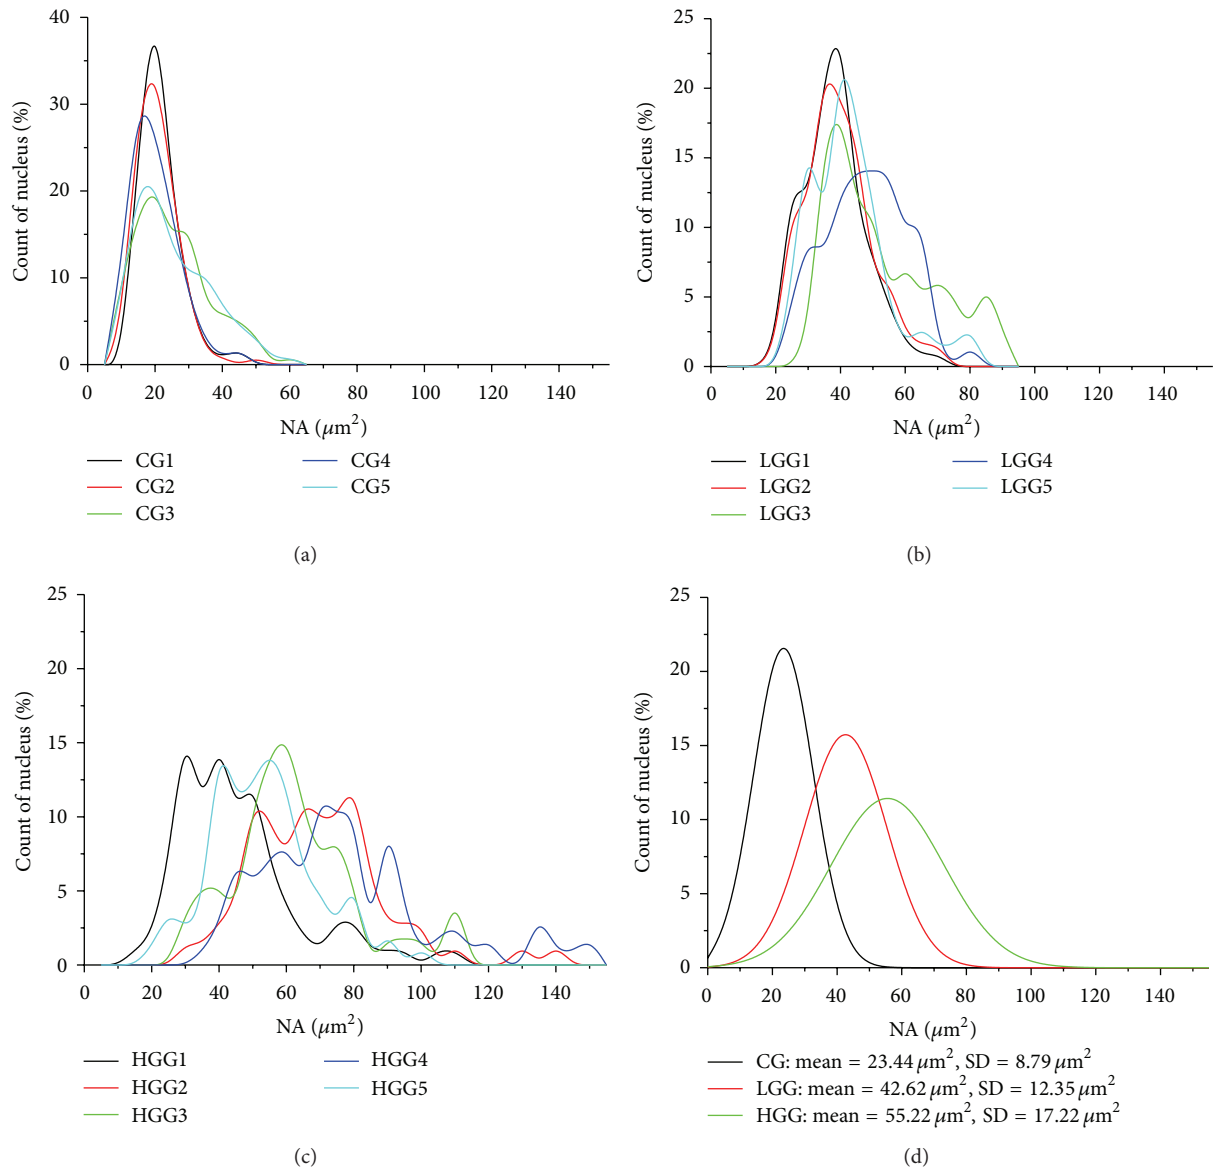 40
30
20
10
0
0 20 40 60 80 100 120 140
Count of nucleus (%)
NA (μm²)
CG1 CG4
CG2 CG5
CG3
(a)
25
20
15
10
5
0
0 20 40 60 80 100 120 140
Count of nucleus (%)
NA (μm²)
LGG1 LGG4
LGG2 LGG5
LGG3
(b)
25
20
15
10
5
0
0 20 40 60 80 100 120 140
Count of nucleus (%)
NA (μm²)
HGG1 HGG4
HGG2 HGG5
HGG3
(c)
25
20
15
10
5
0
0 20 40 60 80 100 120 140
Count of nucleus (%)
NA (μm²)
CG: mean = 23.44 μm², SD = 8.79 μm²
LGG: mean = 42.62 μm², SD = 12.35 μm²
HGG: mean = 55.22 μm², SD = 17.22 μm²
(d)